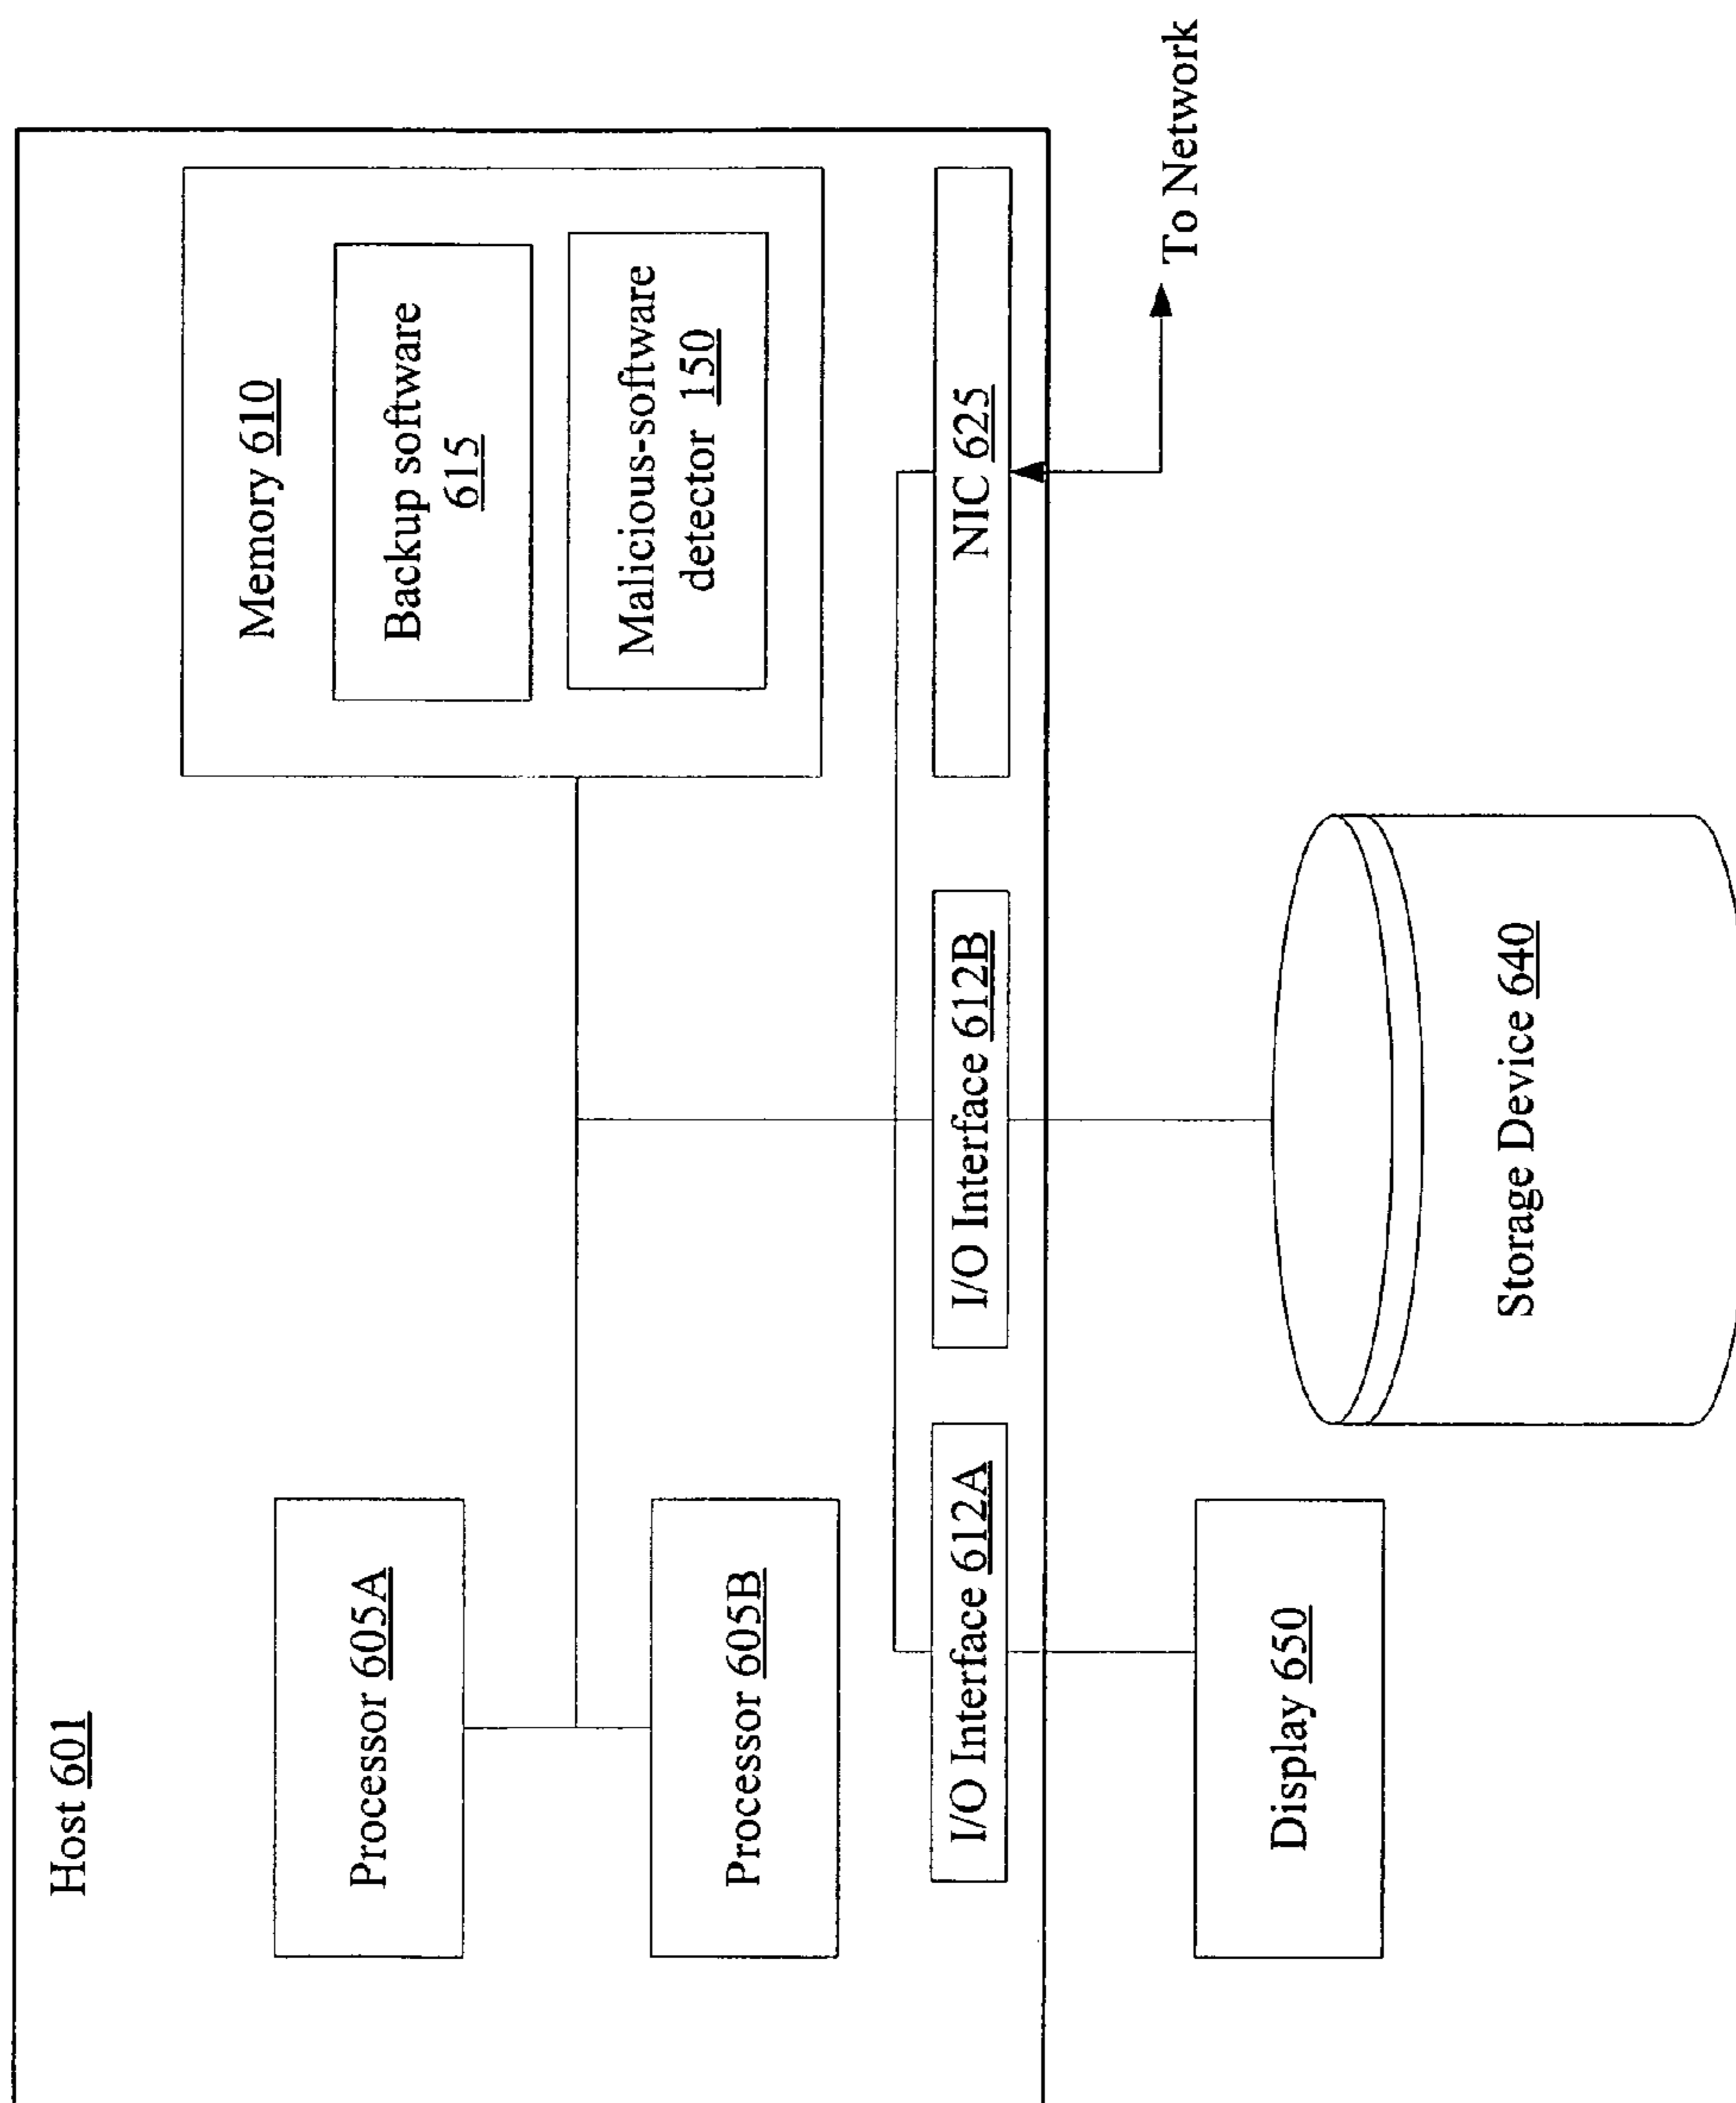 Host 601
Processor 605A
Processor 605B
Memory 610
Backup software
615
Malicious-software
detector 150
I/O Interface 612A
I/O Interface 612B
NIC 625
To Network
Display 650
Storage Device 640